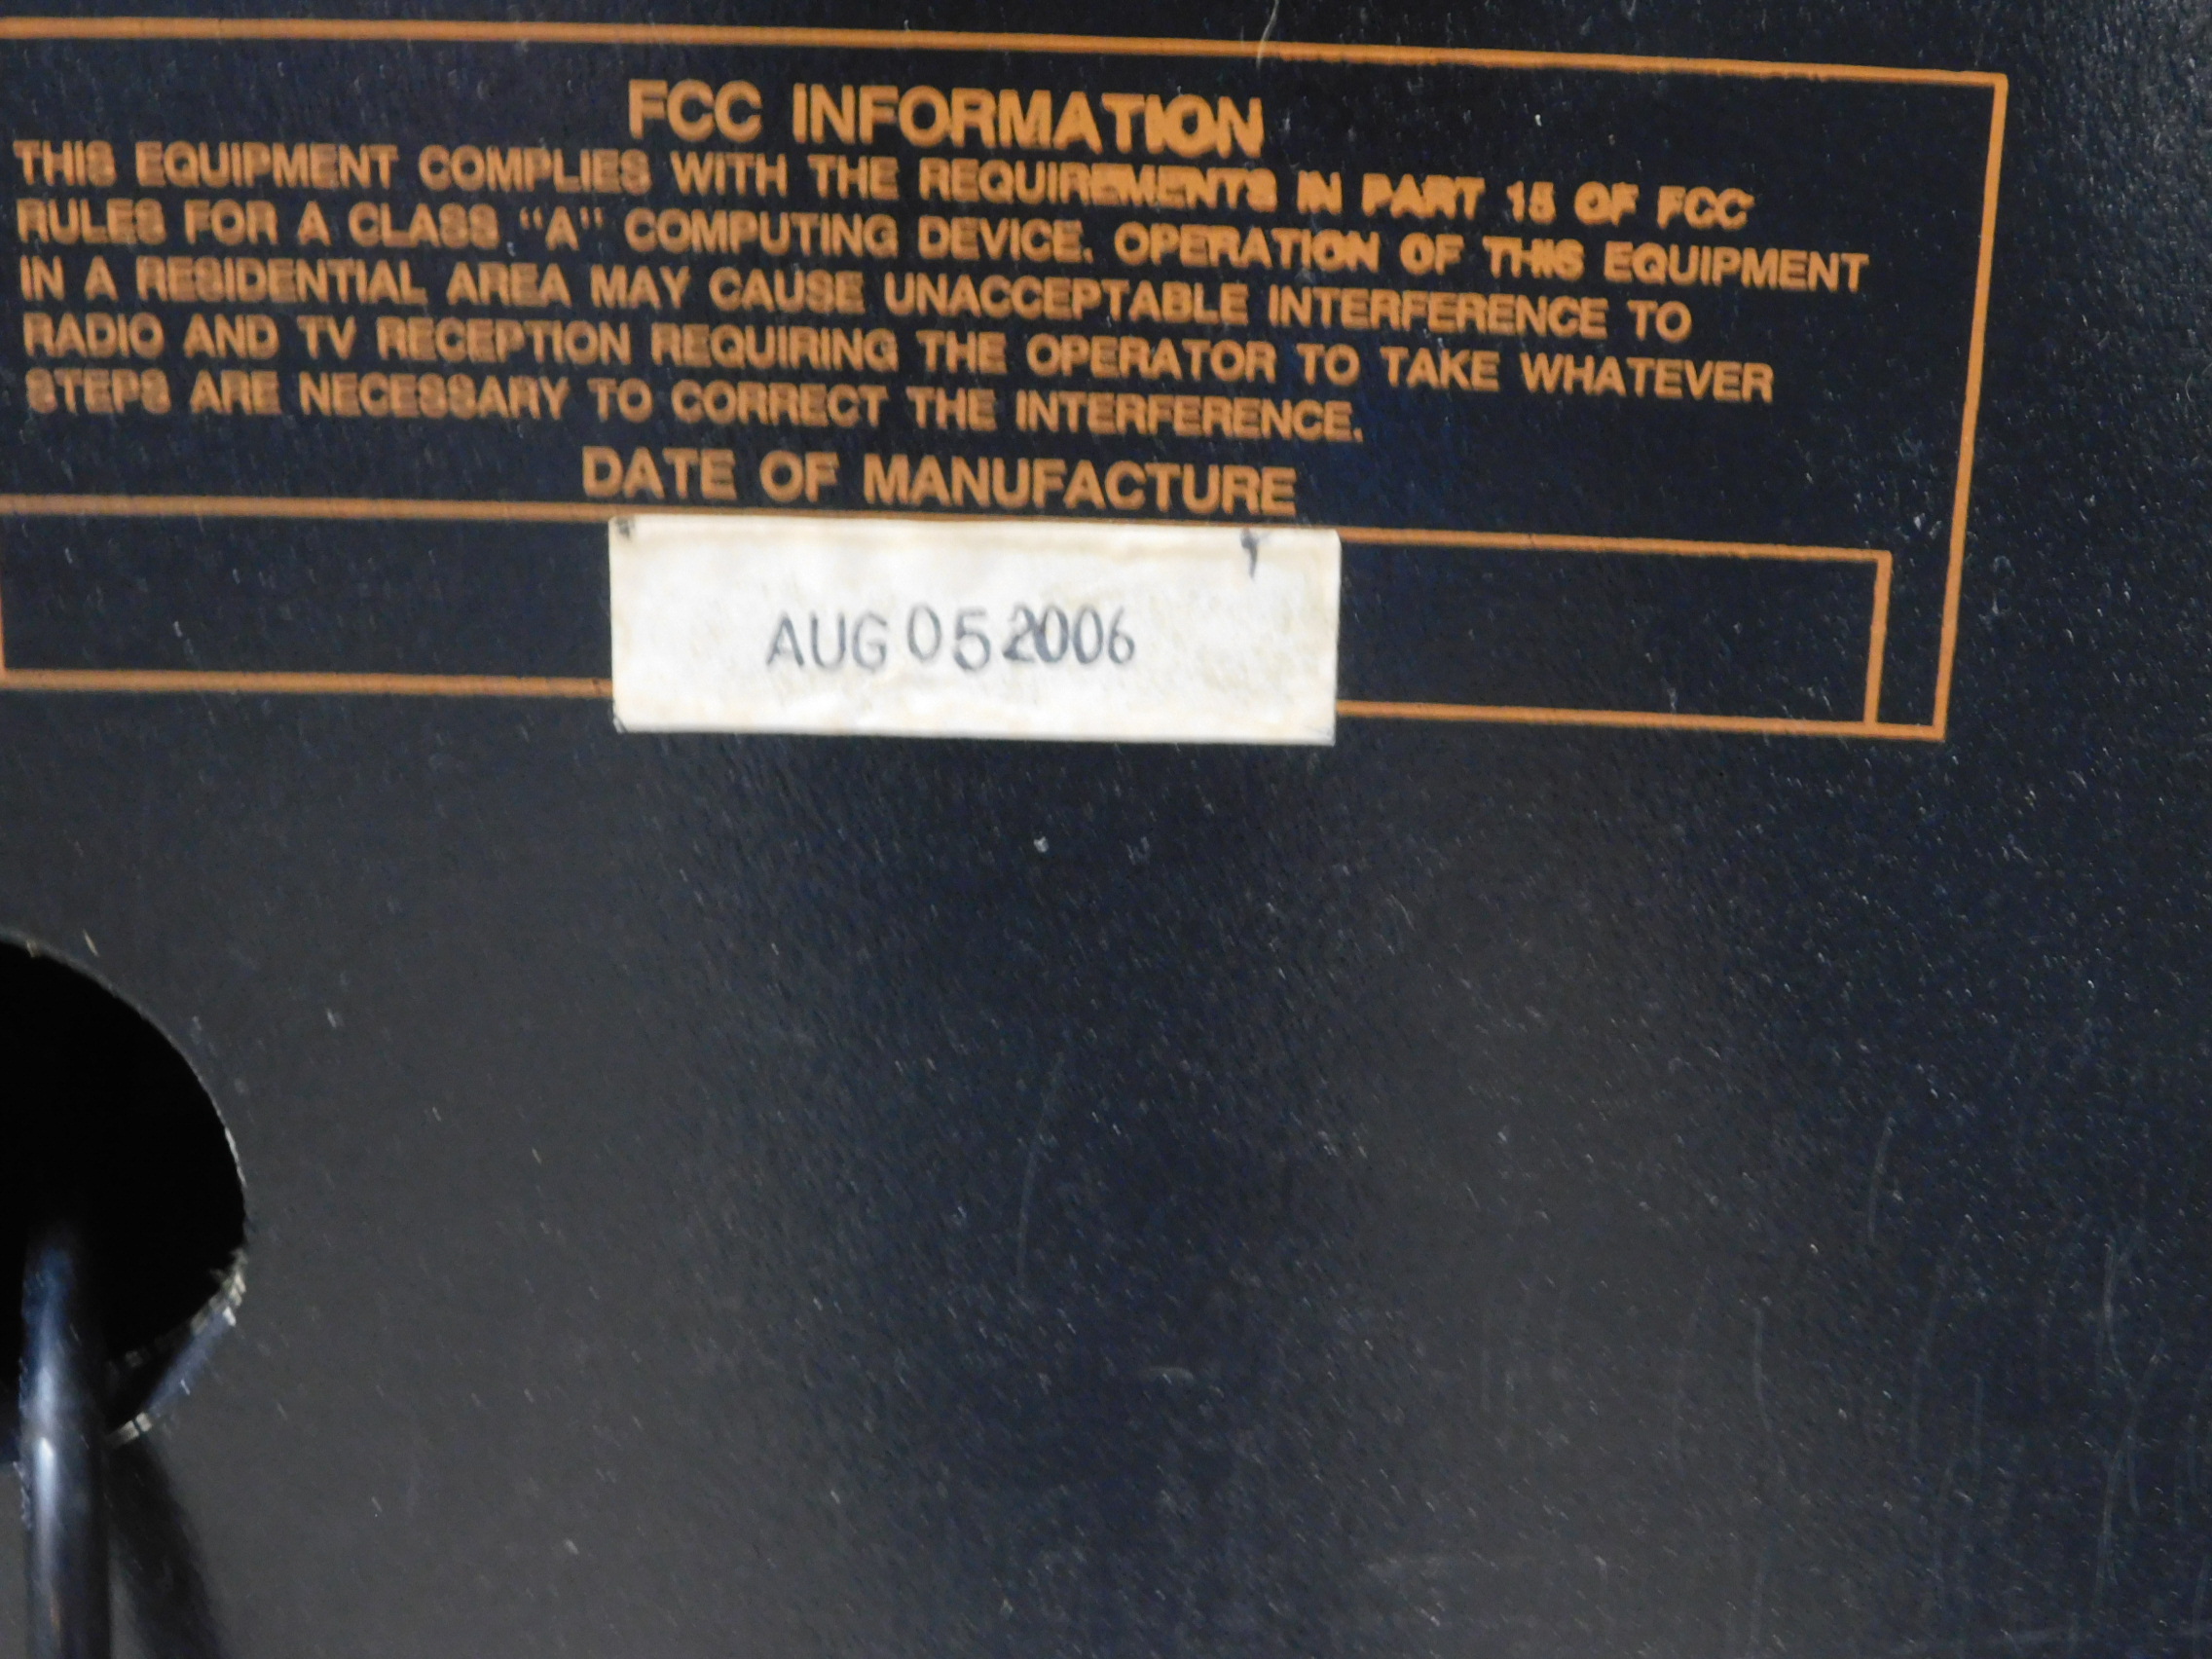 FCC INFORMATION
THIS EQUIPMENT COMPLIES WITH THE REQUIREMENTS IN PART 15 OF FCC
RULES FOR A CLASS "A" COMPUTING DEVICE. OPERATION OF THIS EQUIPMENT
IN A RESIDENTIAL AREA MAY CAUSE UNACCEPTABLE INTERFERENCE TO
RADIO AND TV RECEPTION REQUIRING THE OPERATOR TO TAKE WHATEVER
STEPS ARE NECESSARY TO CORRECT THE INTERFERENCE.
DATE OF MANUFACTURE
AUG 05 2006